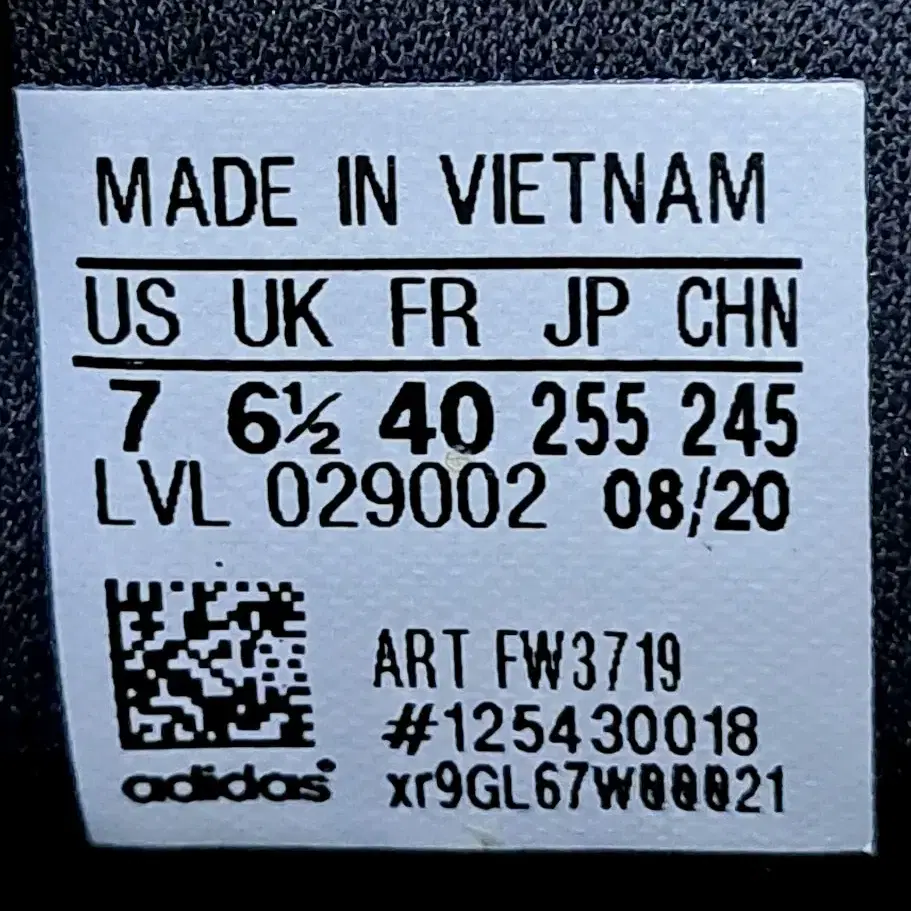 MADE IN VIETNAM
US UK FR JP CHN
7 6½ 40 255 245
LVL 029002 08/20
ART FW3719
#125430018
adidas® xr9GL67W00021